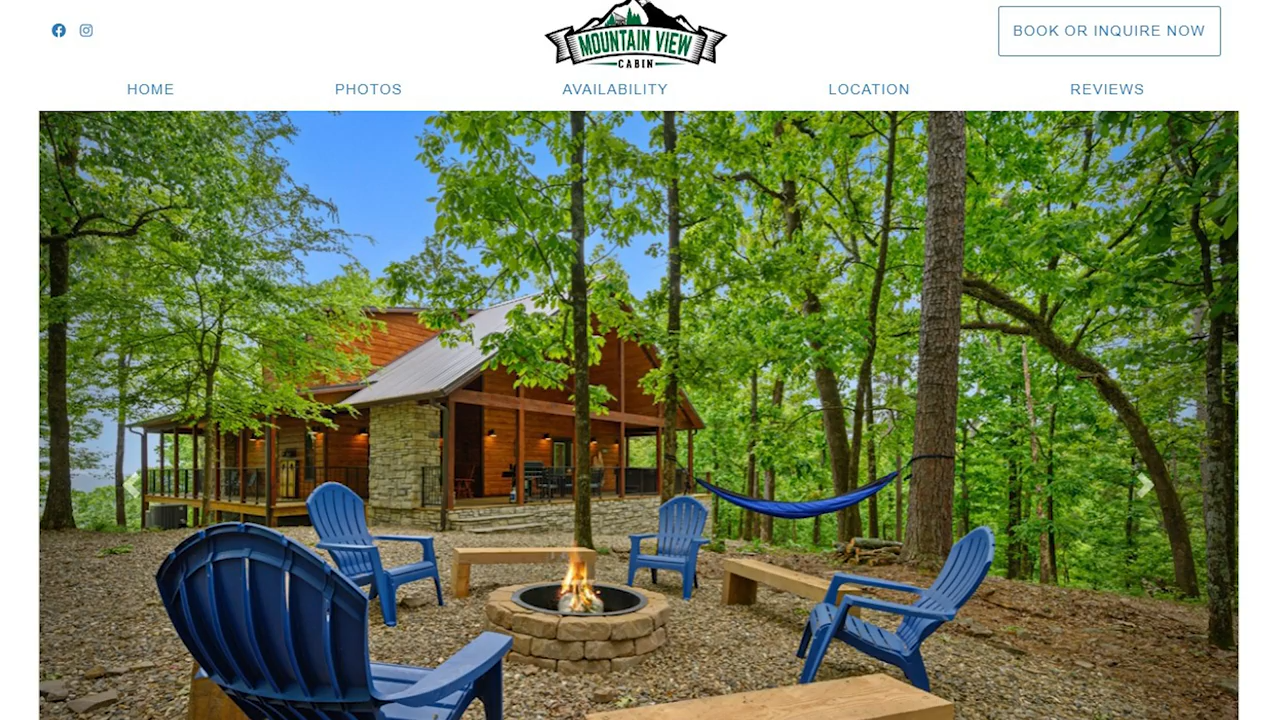 MOUNTAIN VIEW
CABIN
BOOK OR INQUIRE NOW
HOME
PHOTOS
AVAILABILITY
LOCATION
REVIEWS